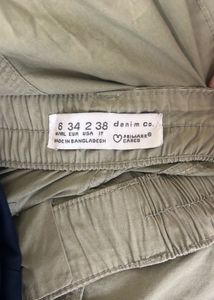 6 34 2 38 denim co.
UK/IRL EUR USA IT PRIMARK®
MADE IN BANGLADESH CARES